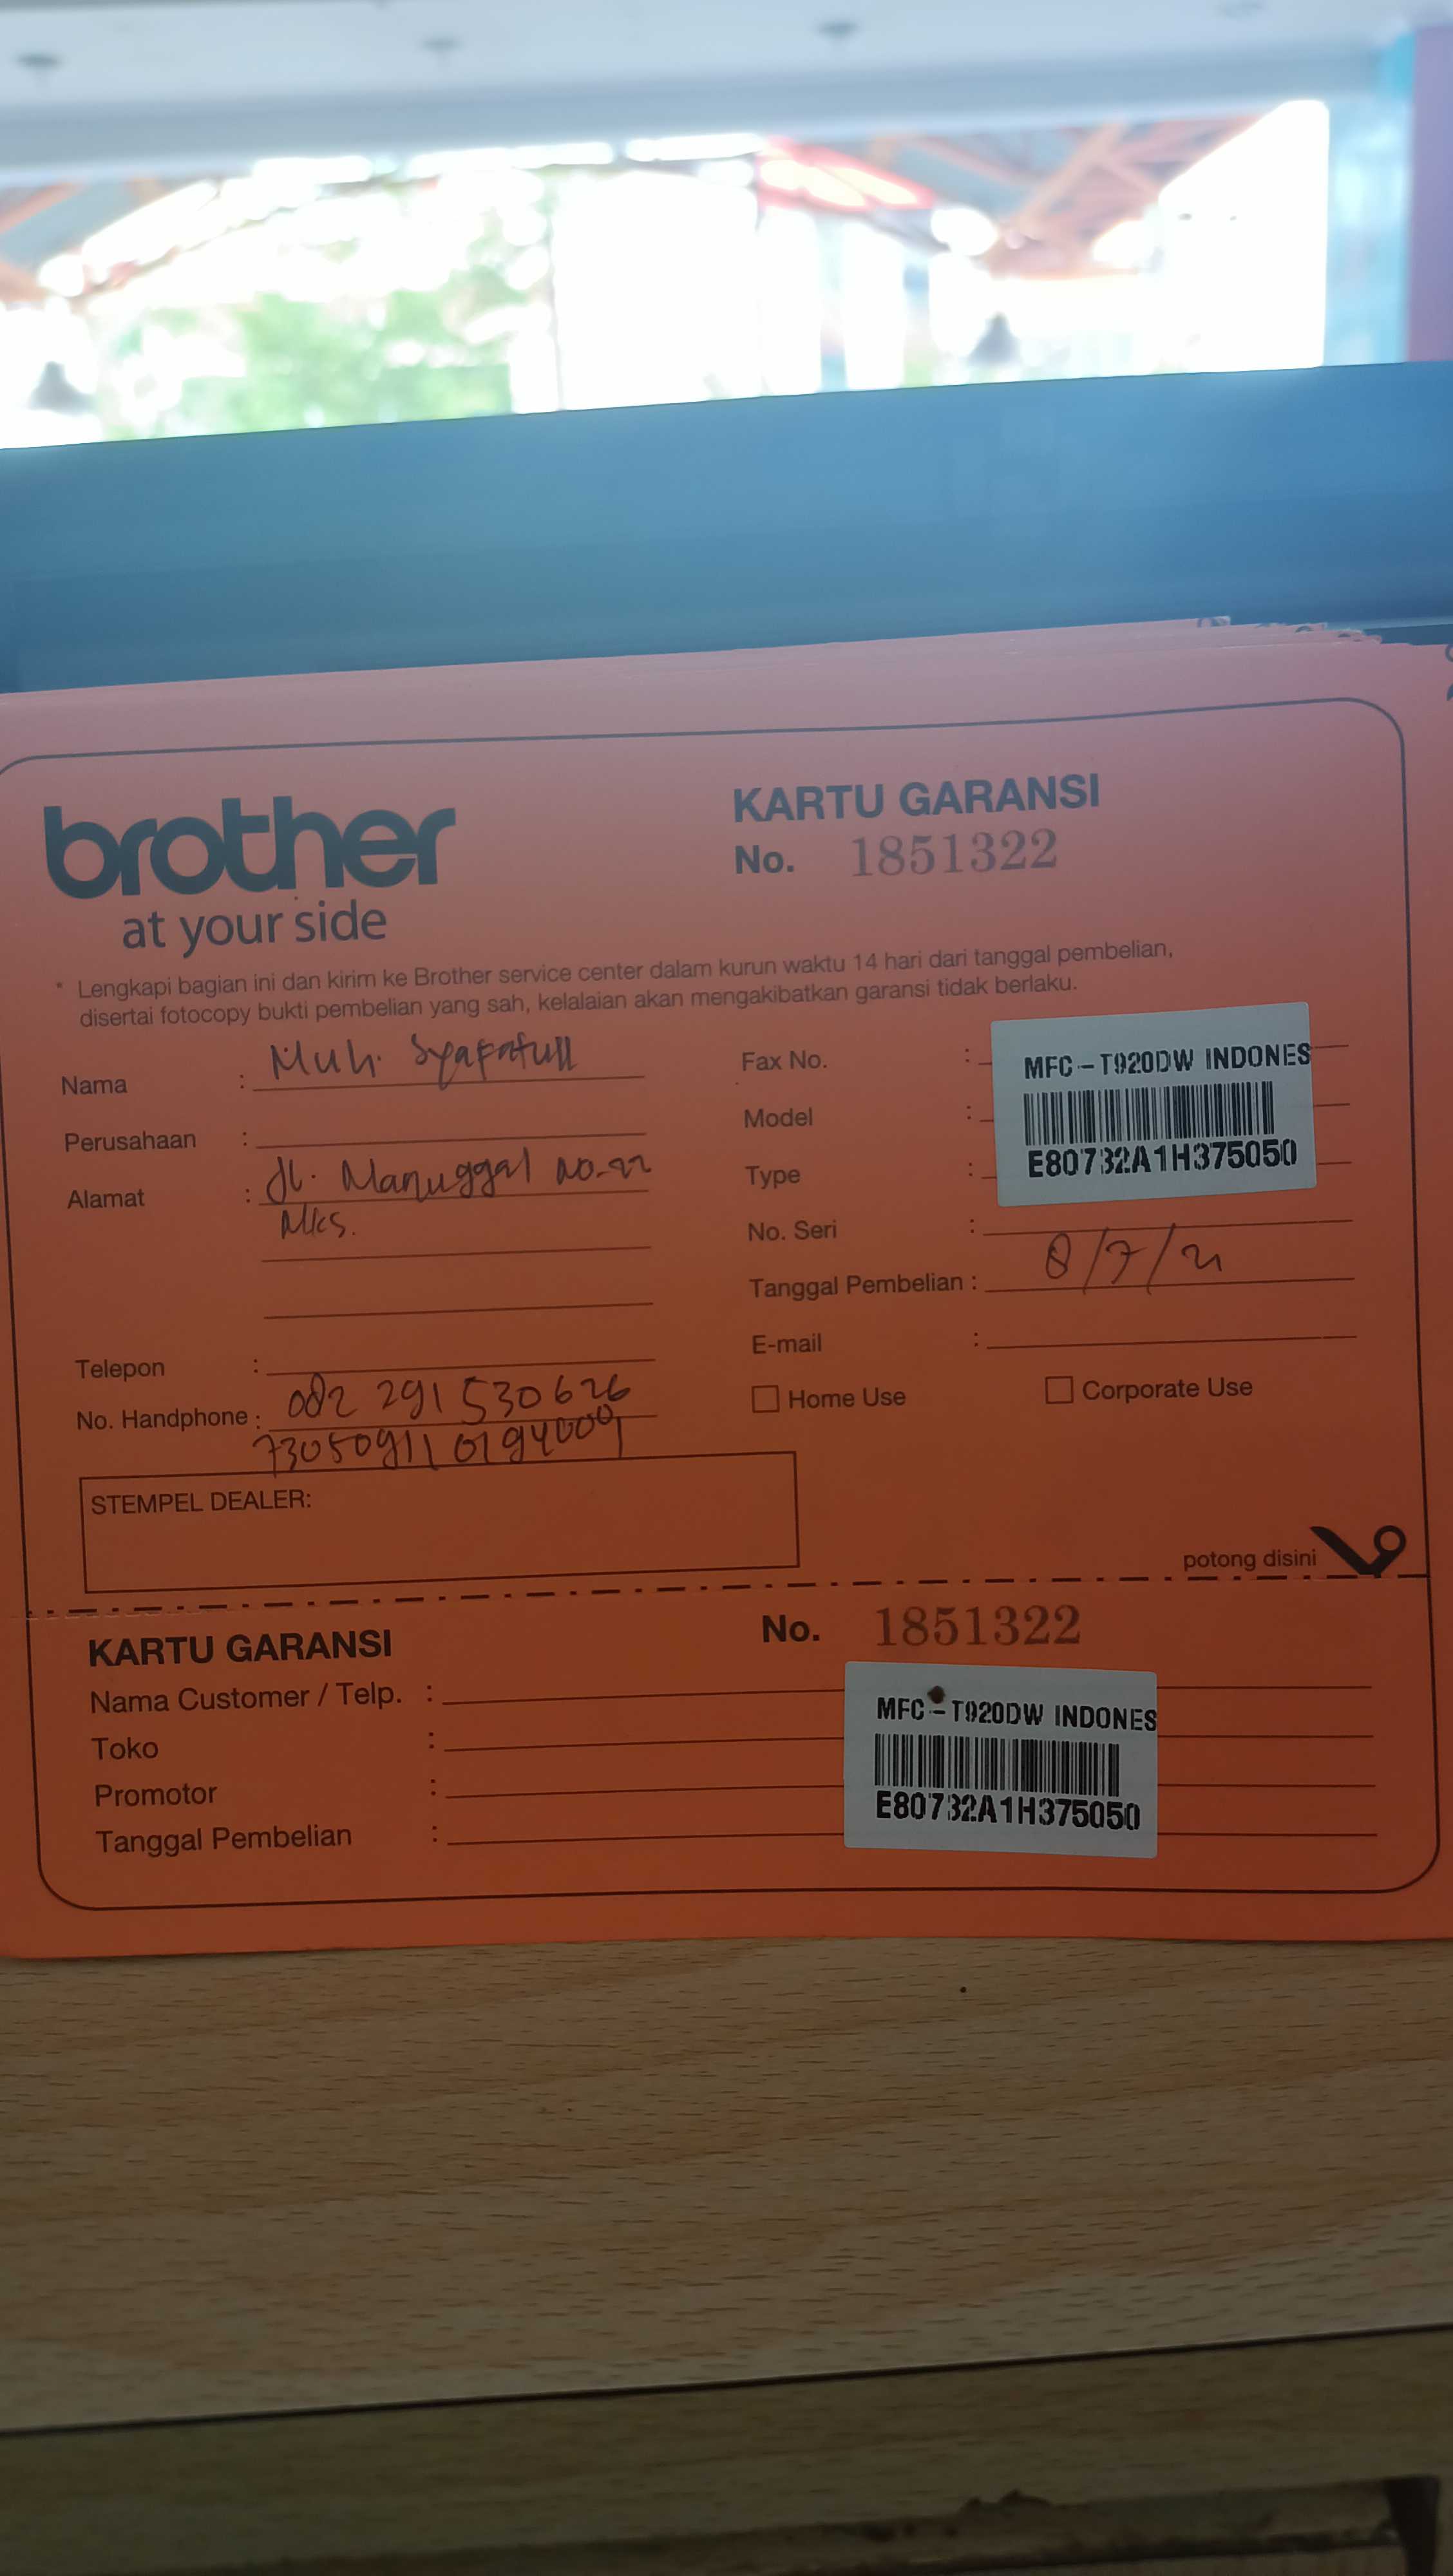 brother
at your side
KARTU GARANSI
No. 1851322
* Lengkapi bagian ini dan kirim ke Brother service center dalam kurun waktu 14 hari dari tanggal pembelian,
disertai fotocopy bukti pembelian yang sah, kelalaian akan mengakibatkan garansi tidak berlaku.
Nama : Muh. Syafatull
Perusahaan :
Alamat : Jl. Manuggal no-22
Mks.
Telepon :
No. Handphone : 082 291 530 626
STEMPEL DEALER:
Fax No. :
Model :
Type :
No. Seri :
MFC-T920DW INDONES
E80732A1H375050
Tanggal Pembelian : 8/7/21
E-mail :
Home Use
Corporate Use
potong disini
KARTU GARANSI
No. 1851322
Nama Customer / Telp. :
Toko :
Promotor :
Tanggal Pembelian :
MFC-T920DW INDONES
E80732A1H375050